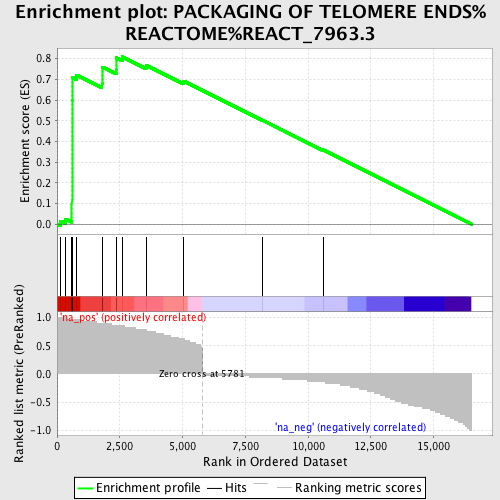 Enrichment plot: PACKAGING OF TELOMERE ENDS%
REACTOME%REACT_7963.3
Enrichment score (ES)
0.8
0.7
0.6
0.5
0.4
0.3
0.2
0.1
0.0
Ranked list metric (PreRanked)
'na_pos' (positively correlated)
1.0
0.5
0.0
-0.5
-1.0
Zero cross at 5781
'na_neg' (negatively correlated)
0
2,500
5,000
7,500
10,000
12,500
15,000
Rank in Ordered Dataset
Enrichment profile
Hits
Ranking metric scores